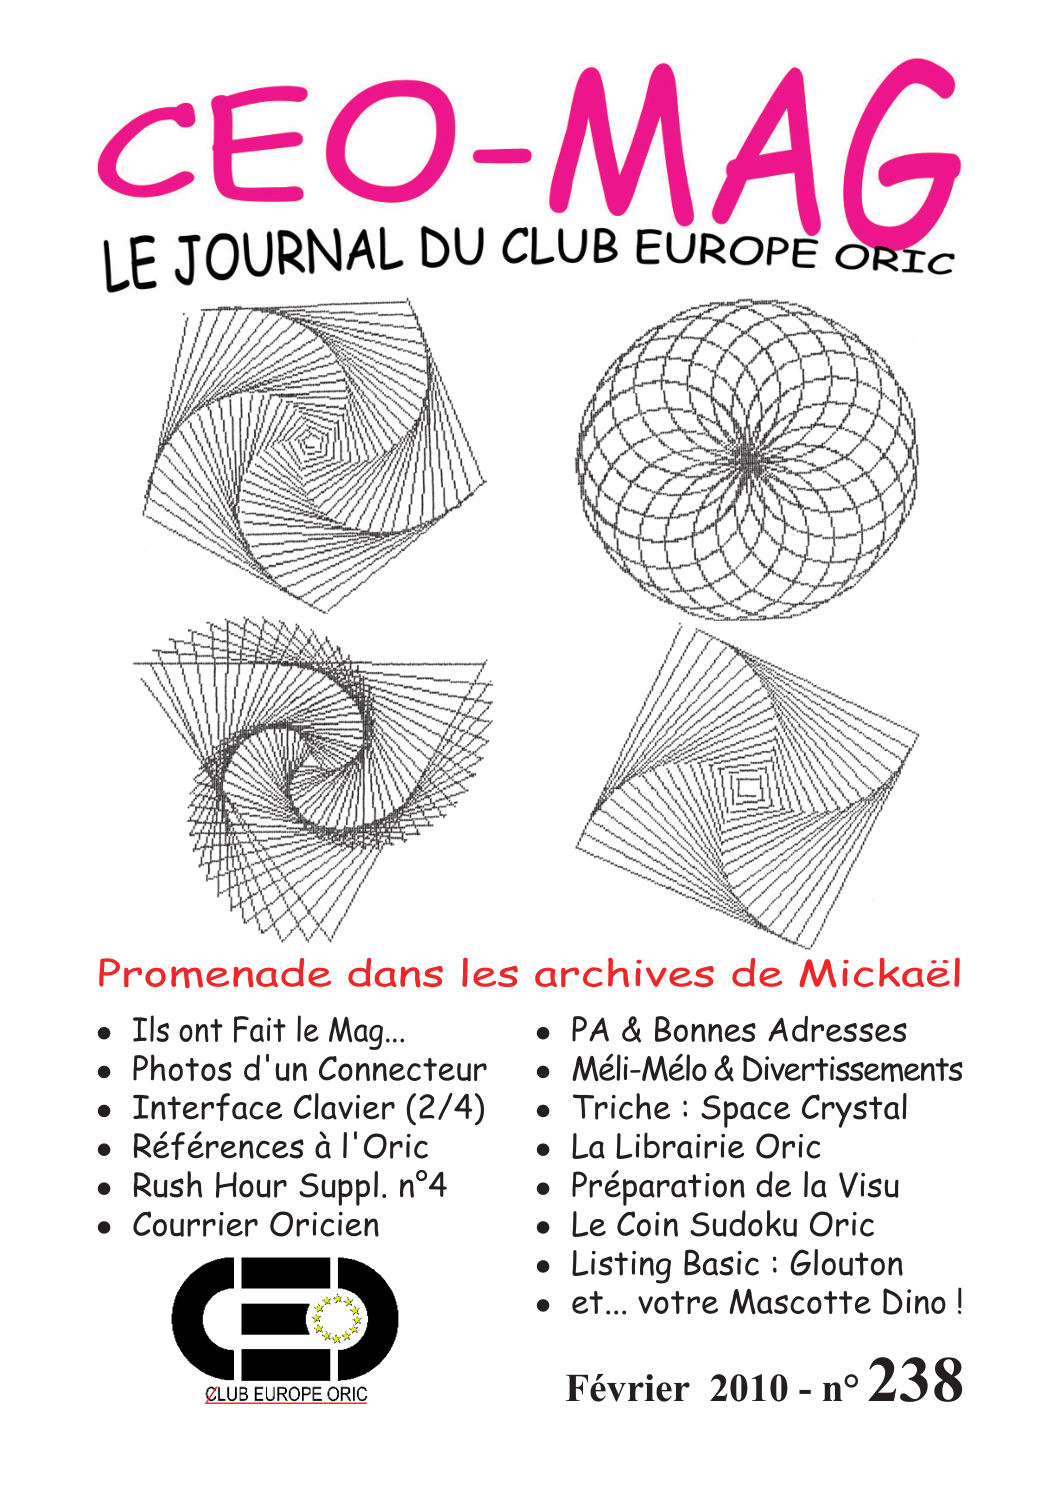 CEO-MAG
LE JOURNAL DU CLUB EUROPE ORIC
Promenade dans les archives de Mickaël
• Ils ont Fait le Mag...
• Photos d'un Connecteur
• Interface Clavier (2/4)
• Références à l'Oric
• Rush Hour Suppl. n°4
• Courrier Oricien
• PA & Bonnes Adresses
• Méli-Mélo & Divertissements
• Triche : Space Crystal
• La Librairie Oric
• Préparation de la Visu
• Le Coin Sudoku Oric
• Listing Basic : Glouton
• et... votre Mascotte Dino !
CEO
CLUB EUROPE ORIC
Février 2010 - n° 238